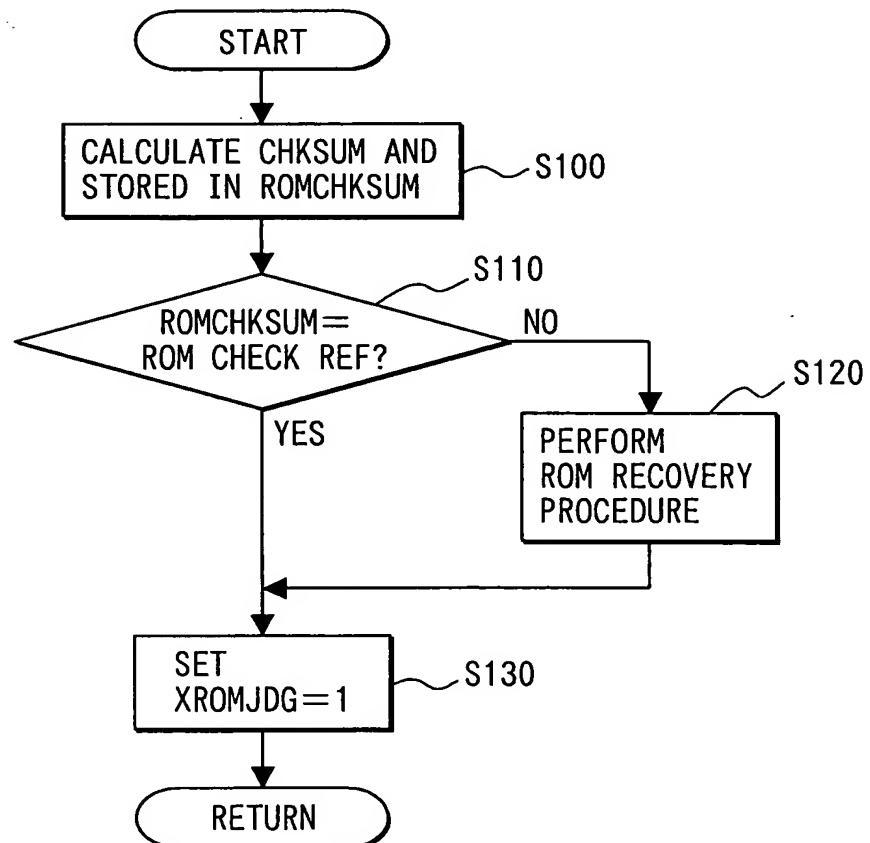 START
CALCULATE CHKSUM AND
STORED IN ROMCHKSUM
S100
S110
ROMCHKSUM=
ROM CHECK REF?
NO
YES
S120
PERFORM
ROM RECOVERY
PROCEDURE
SET
XROMJDG=1
S130
RETURN